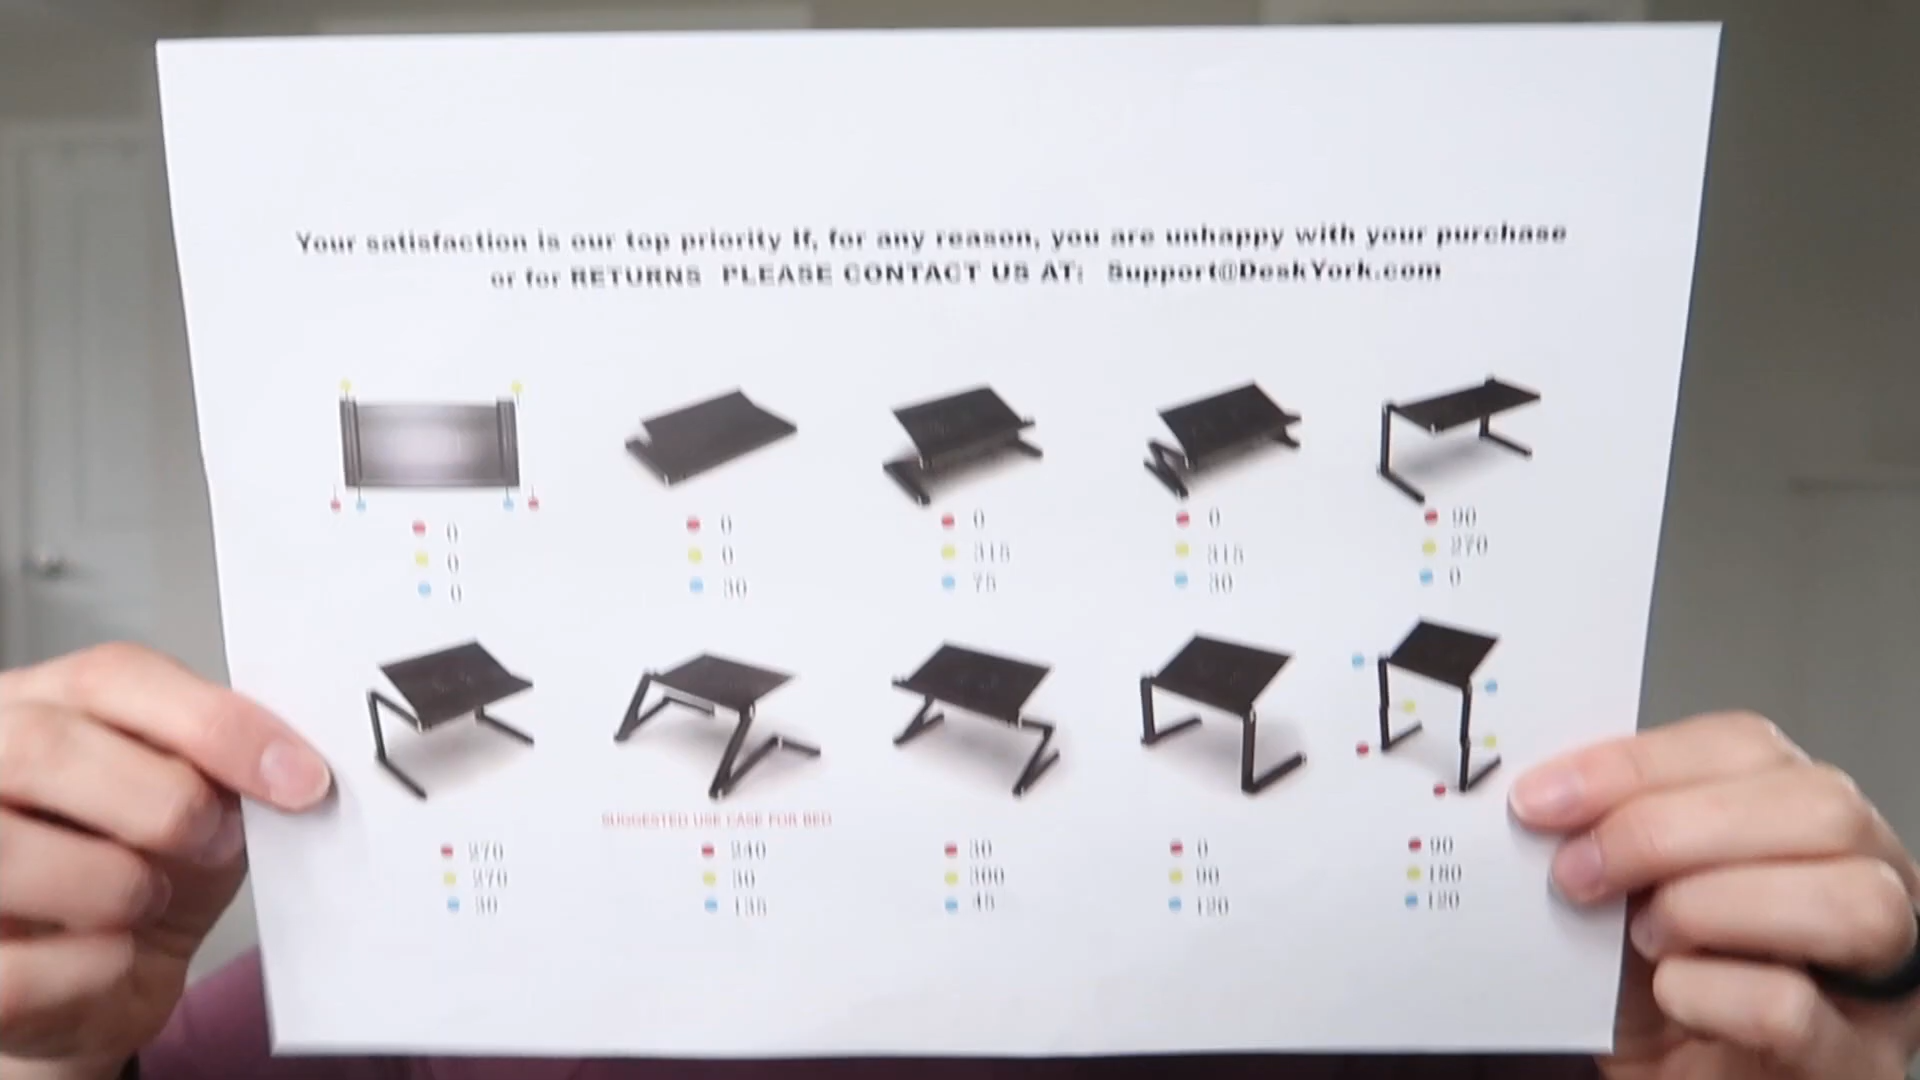 Your satisfaction is our top priority If, for any reason, you are unhappy with your purchase
or for RETURNS PLEASE CONTACT US AT: Support@DeskYork.com
0 0 0 0 90
0 0 315 315 270
0 30 75 30 0
SUGGESTED USE CASE FOR BED
270 240 30 0 90
270 30 300 90 180
30 135 45 120 120